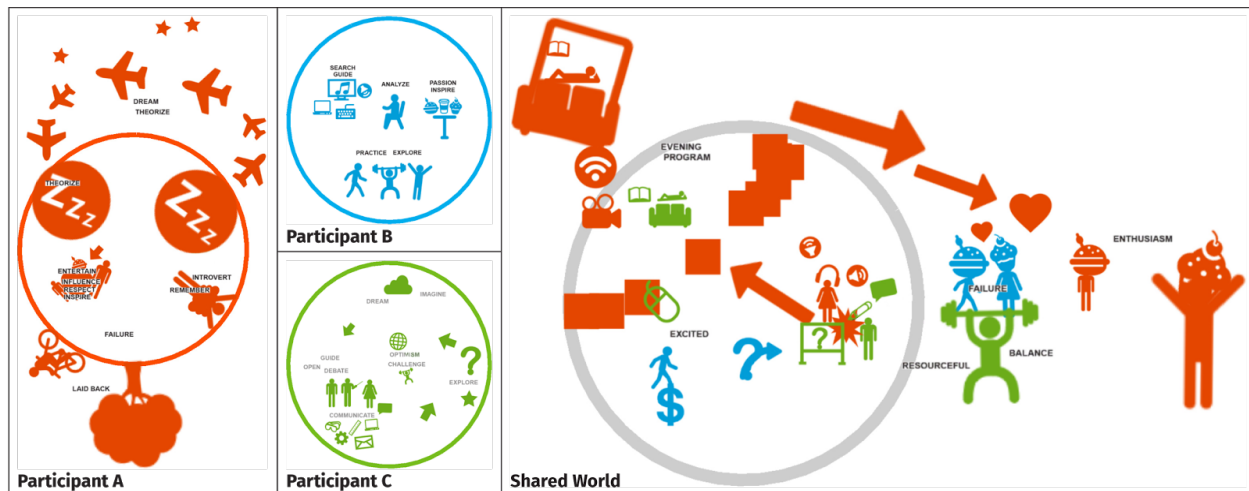 DREAM
THEORIZE
THEORIZE
Z Z Z
Z Z Z
ENTERTAIN
INFLUENCE
RESPECT
INSPIRE
INTROVERT
REMEMBER
FAILURE
LAID BACK
Participant A
SEARCH
GUIDE
ANALYZE
PASSION
INSPIRE
PRACTICE EXPLORE
Participant B
DREAM
IMAGINE
OPTIMISM
CHALLENGE
GUIDE
OPEN
DEBATE
EXPLORE
?
COMMUNICATE
Participant C
EVENING
PROGRAM
EXCITED
?
$
?
FAILURE
ENTHUSIASM
RESOURCEFUL
BALANCE
Shared World